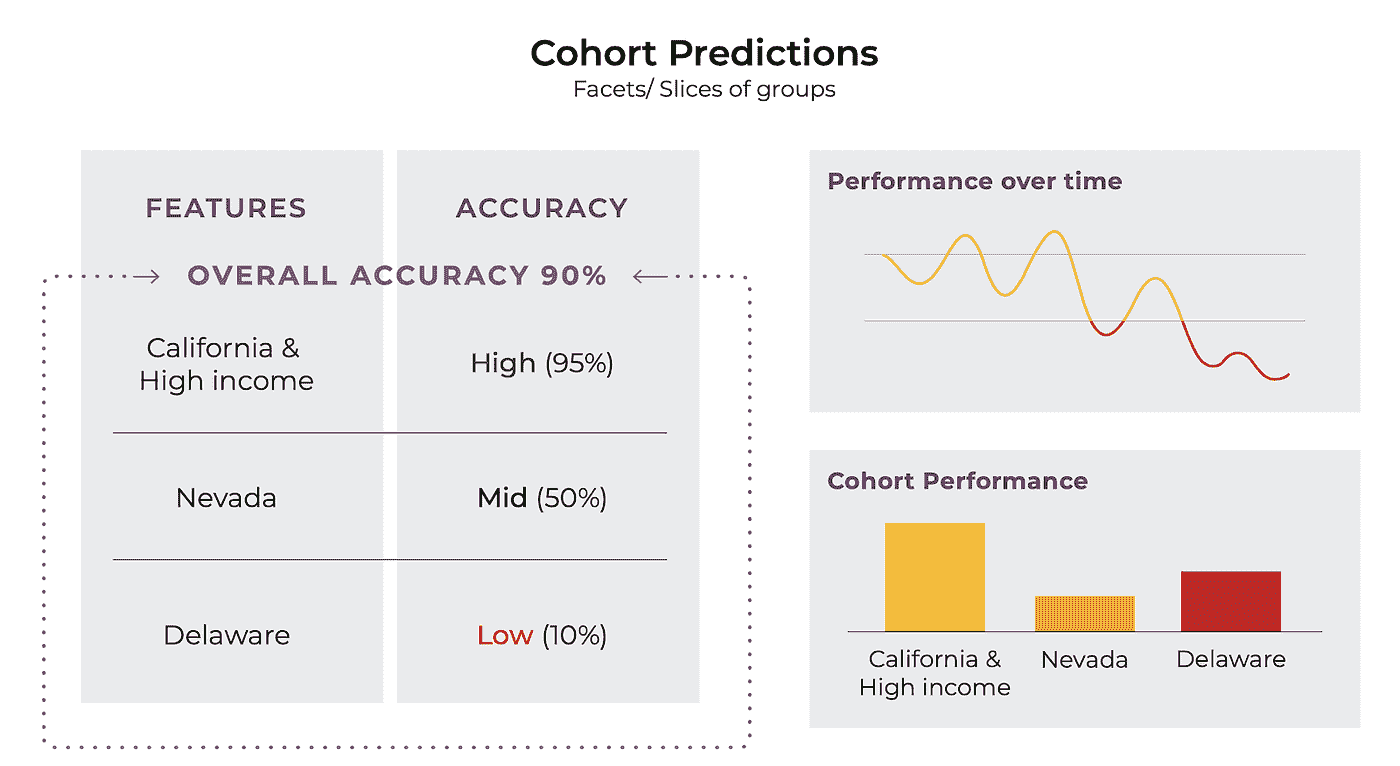 Cohort Predictions
Facets/ Slices of groups
FEATURES
ACCURACY
OVERALL ACCURACY 90%
California &
High income
High (95%)
Nevada
Mid (50%)
Delaware
Low (10%)
Performance over time
Cohort Performance
California &
High income
Nevada
Delaware